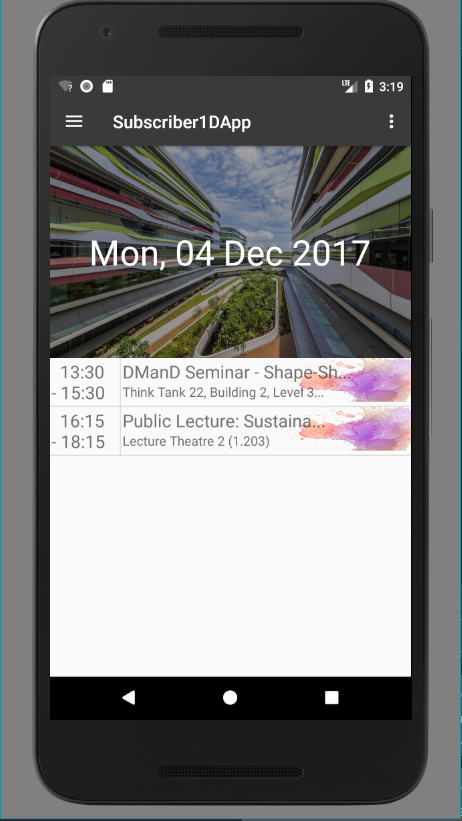 LTE 3:19
Subscriber1DApp
Mon, 04 Dec 2017
13:30
- 15:30
DManD Seminar - Shape-Sh...
Think Tank 22, Building 2, Level 3...
16:15
- 18:15
Public Lecture: Sustaina...
Lecture Theatre 2 (1.203)